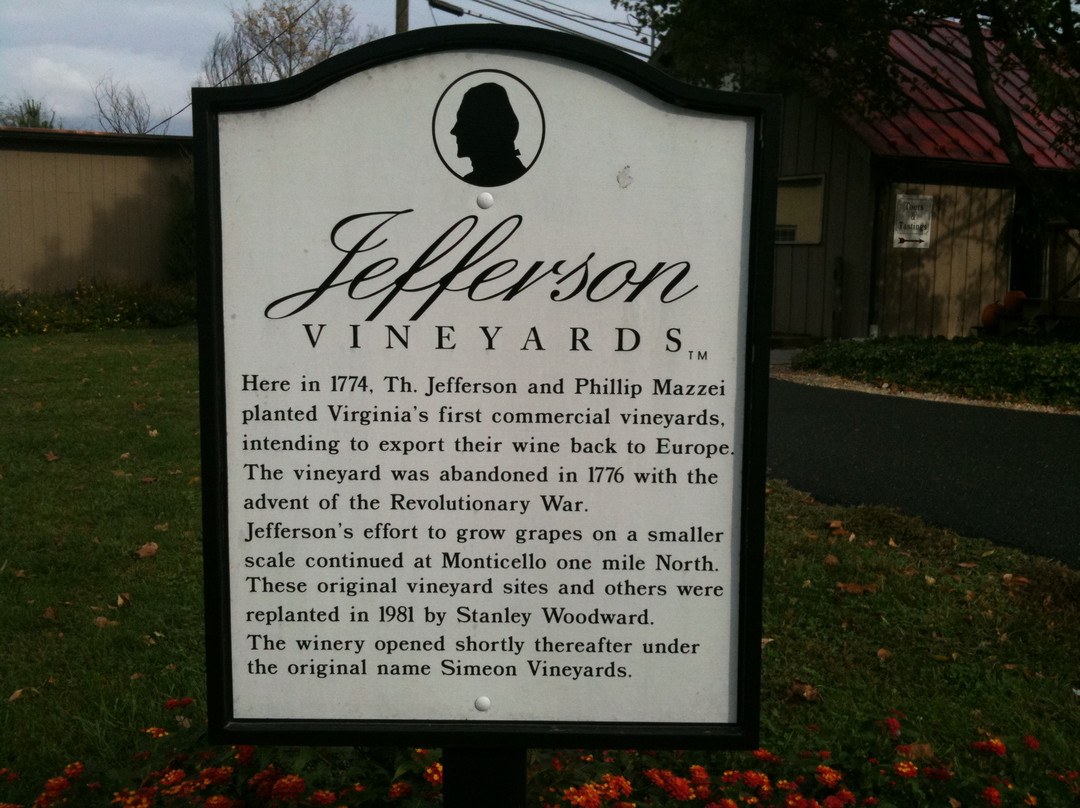 Jefferson
VINEYARDS TM
Here in 1774, Th. Jefferson and Phillip Mazzei
planted Virginia's first commercial vineyards,
intending to export their wine back to Europe.
The vineyard was abandoned in 1776 with the
advent of the Revolutionary War.
Jefferson's effort to grow grapes on a smaller
scale continued at Monticello one mile North.
These original vineyard sites and others were
replanted in 1981 by Stanley Woodward.
The winery opened shortly thereafter under
the original name Simeon Vineyards.
Tours
&
Tastings